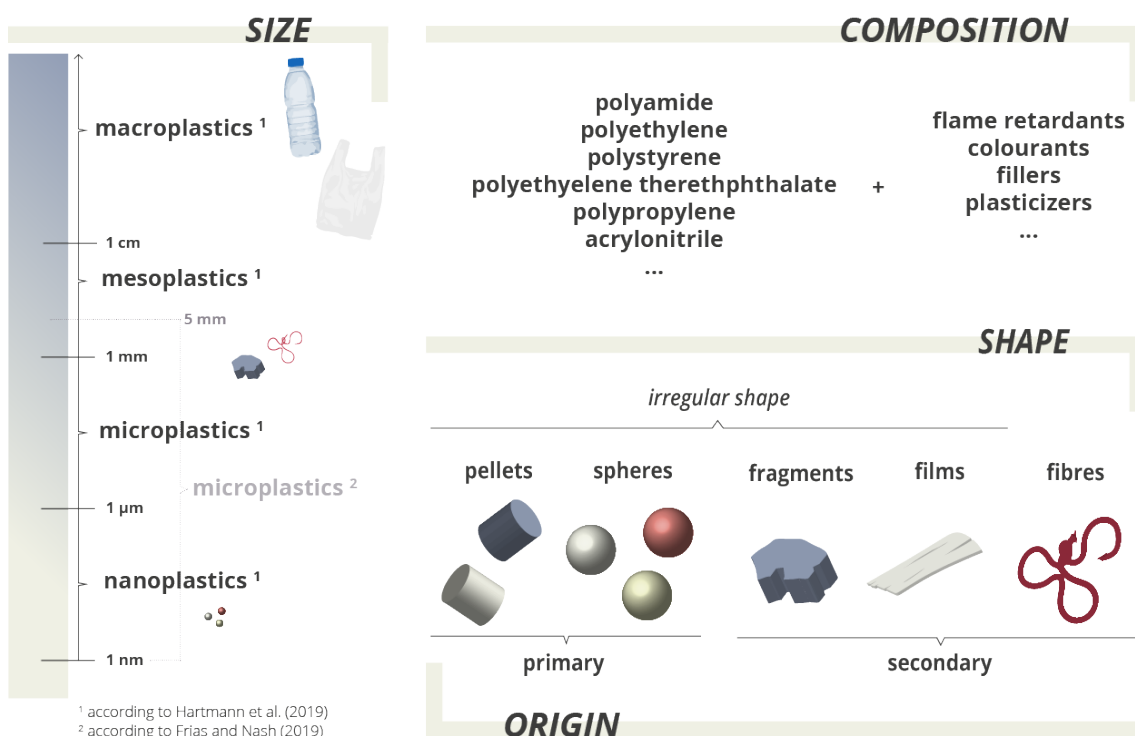 SIZE
macroplastics ¹
1 cm
mesoplastics ¹
5 mm
1 mm
microplastics ¹
microplastics ²
1 µm
nanoplastics ¹
1 nm
¹ according to Hartmann et al. (2019)
² according to Frias and Nash (2019)
COMPOSITION
polyamide
polyethylene
polystyrene
polyethyelene therethphthalate
polypropylene
acrylonitrile
...
+
flame retardants
colourants
fillers
plasticizers
...
SHAPE
irregular shape
pellets
spheres
fragments
films
fibres
primary
secondary
ORIGIN